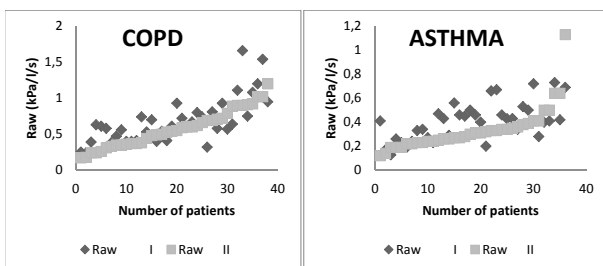 COPD
Raw (kPa/l/s)
2
1,5
1
0,5
0
0 10 20 30 40
Number of patients
Raw I Raw II
ASTHMA
Raw (kPa/l/s)
1,2
1
0,8
0,6
0,4
0,2
0
0 10 20 30 40
Number of patients
Raw I Raw II